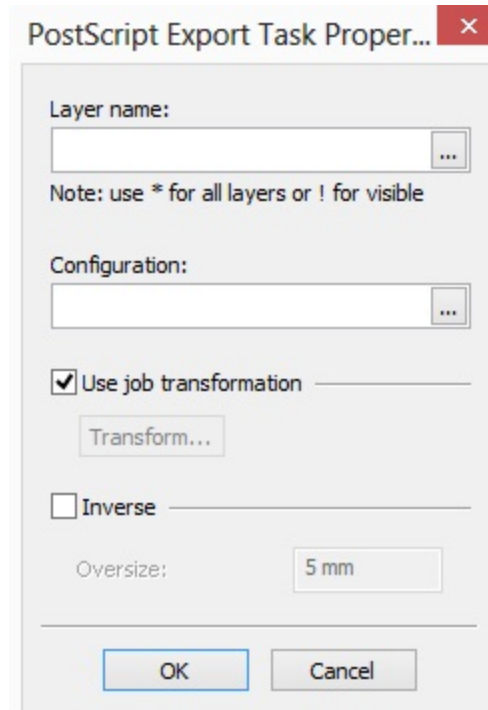 PostScript Export Task Proper...
Layer name:
...
Note: use * for all layers or ! for visible
Configuration:
...
Use job transformation
Transform...
Inverse
Oversize: 5 mm
OK Cancel